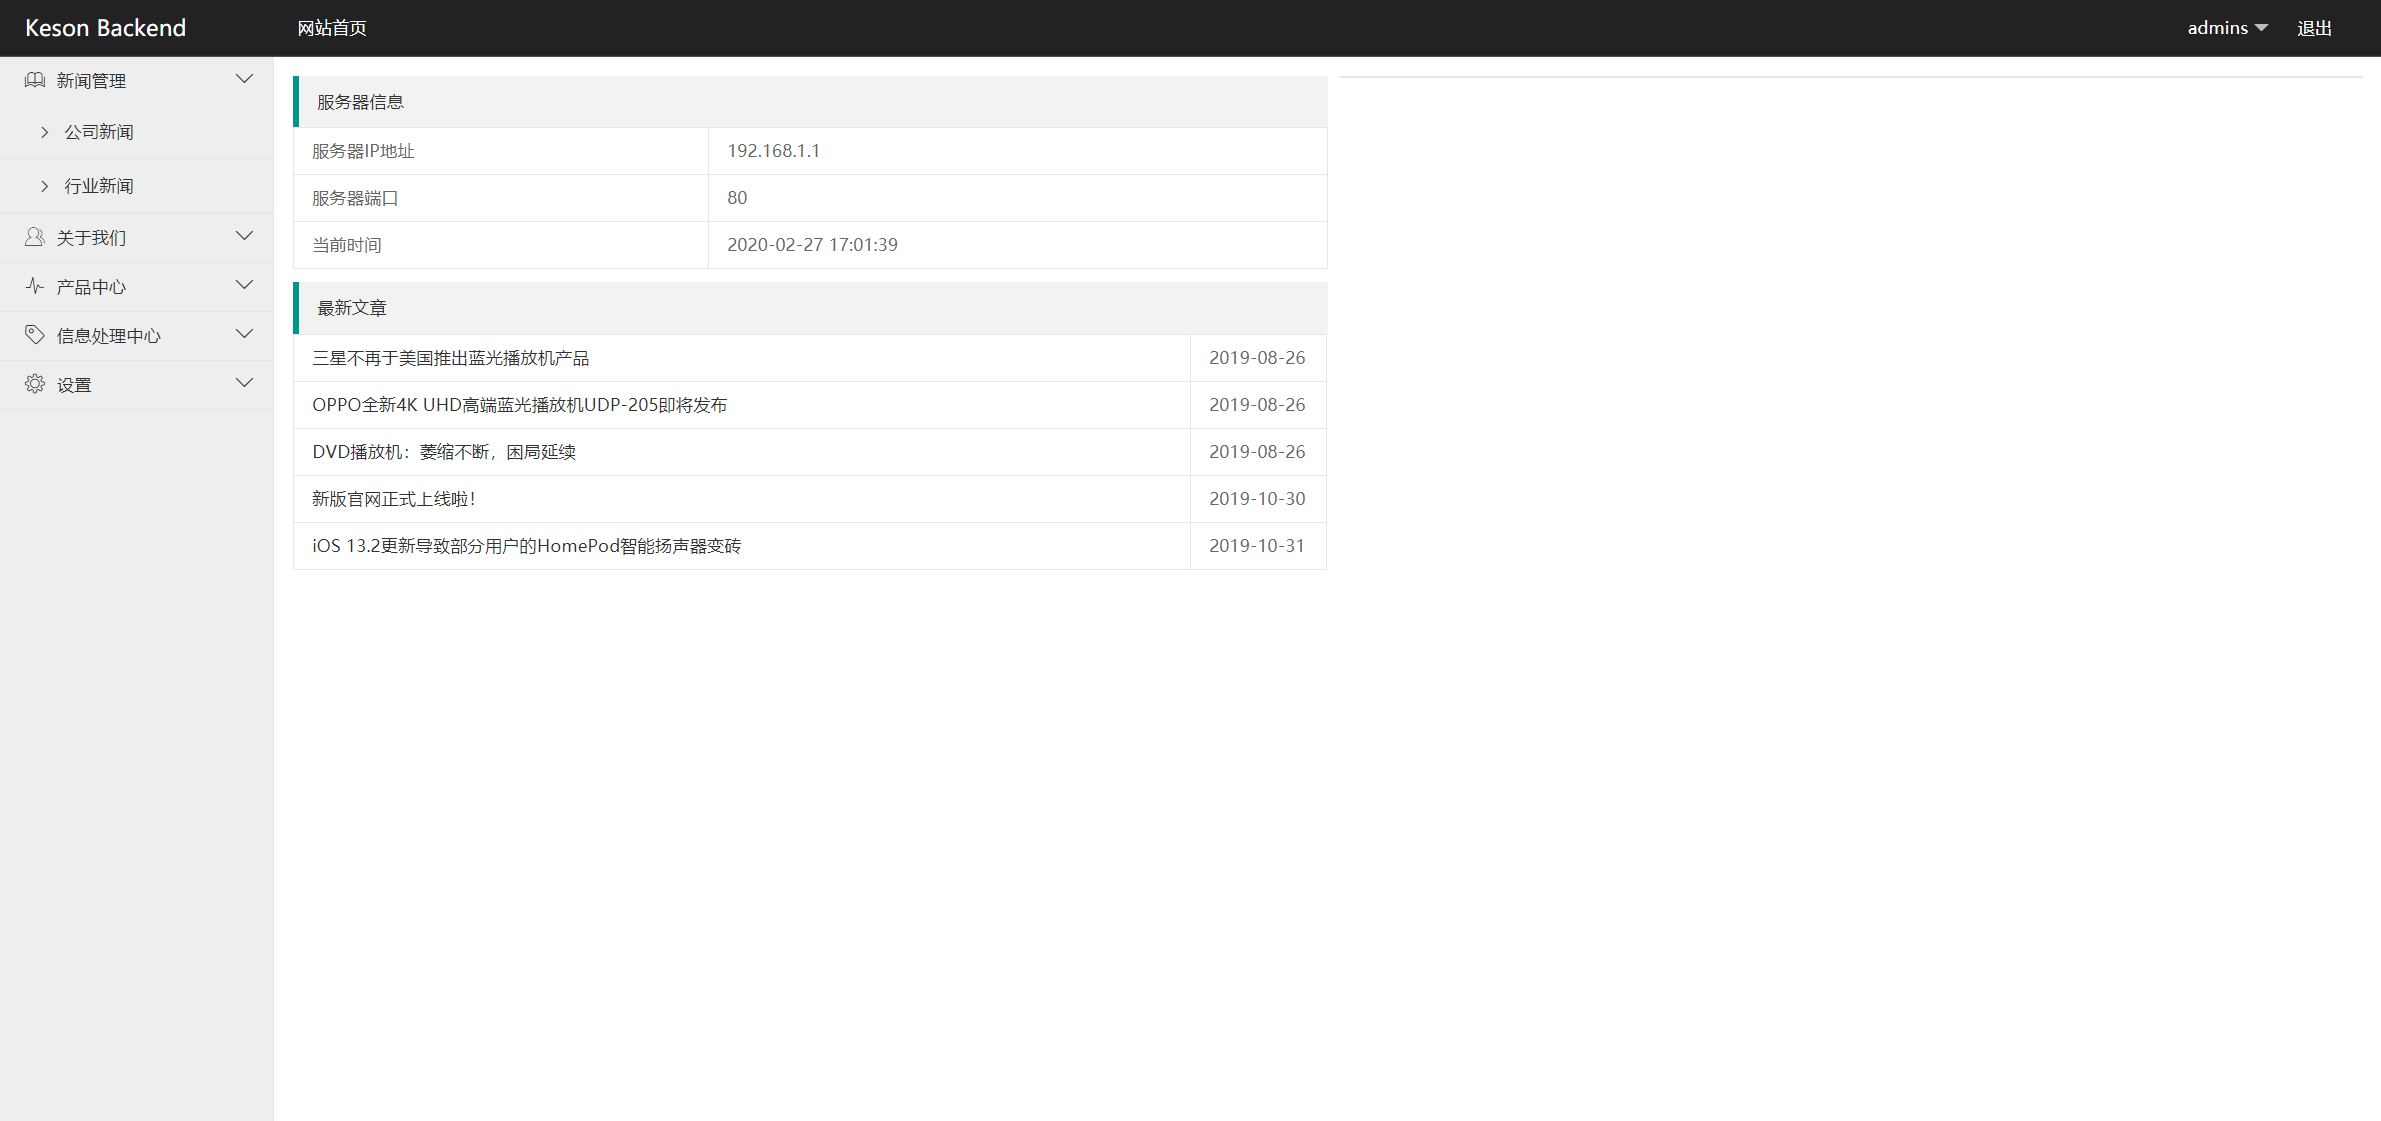 Keson Backend 网站首页 admins 退出
新闻管理
公司新闻
行业新闻
关于我们
产品中心
信息处理中心
设置
服务器信息
服务器IP地址 192.168.1.1
服务器端口 80
当前时间 2020-02-27 17:01:39
最新文章
三星不再于美国推出蓝光播放机产品 2019-08-26
OPPO全新4K UHD高端蓝光播放机UDP-205即将发布 2019-08-26
DVD播放机：萎缩不断，困局延续 2019-08-26
新版官网正式上线啦！ 2019-10-30
iOS 13.2更新导致部分用户的HomePod智能扬声器变砖 2019-10-31